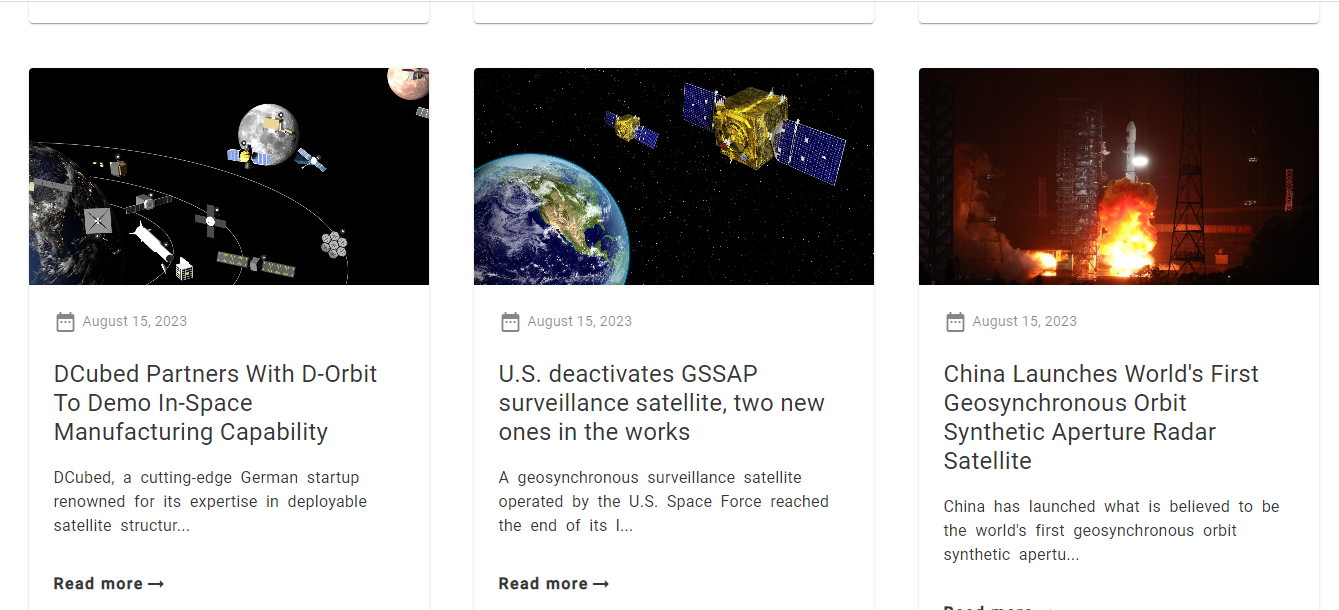 August 15, 2023
DCubed Partners With D-Orbit
To Demo In-Space
Manufacturing Capability
DCubed, a cutting-edge German startup
renowned for its expertise in deployable
satellite structur...
Read more →
August 15, 2023
U.S. deactivates GSSAP
surveillance satellite, two new
ones in the works
A geosynchronous surveillance satellite
operated by the U.S. Space Force reached
the end of its l...
Read more →
August 15, 2023
China Launches World's First
Geosynchronous Orbit
Synthetic Aperture Radar
Satellite
China has launched what is believed to be
the world's first geosynchronous orbit
synthetic apertu...
Read more